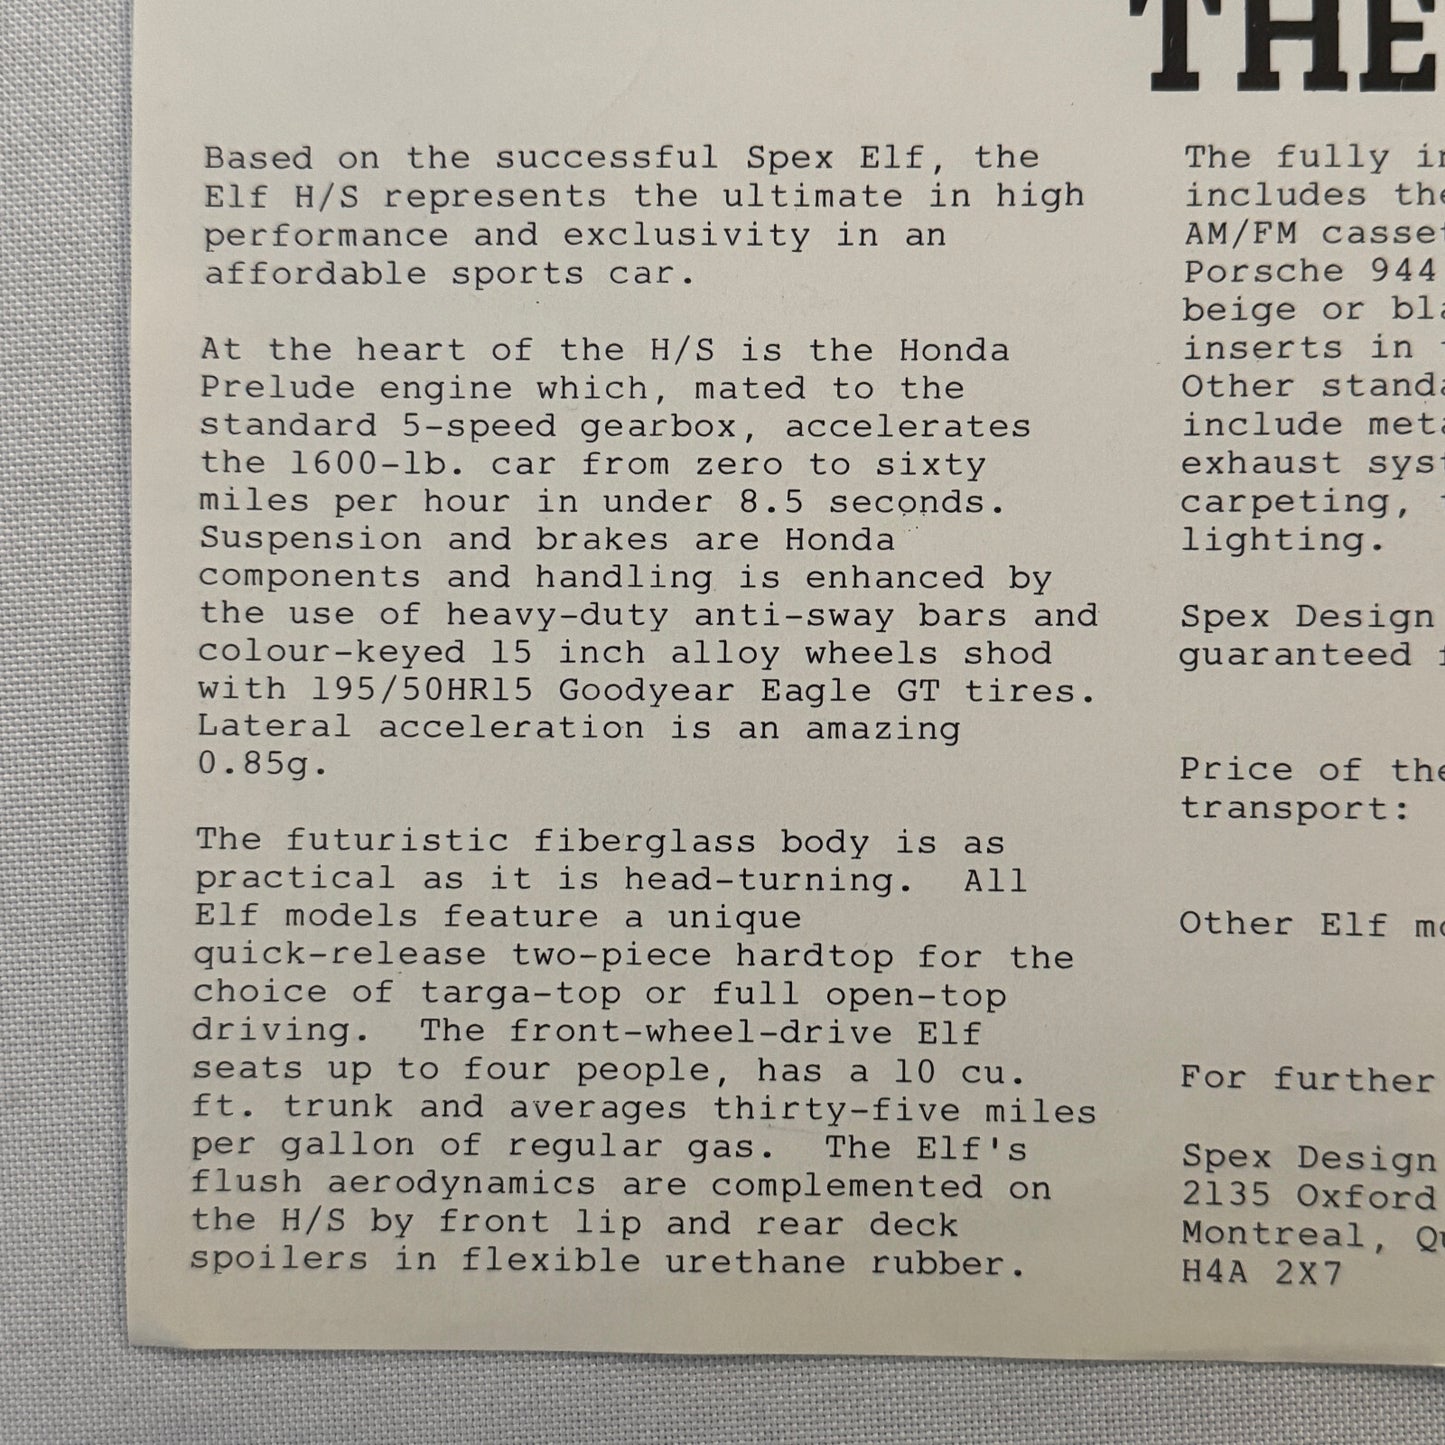 THE
Based on the successful Spex Elf, the
Elf H/S represents the ultimate in high
performance and exclusivity in an
affordable sports car.
At the heart of the H/S is the Honda
Prelude engine which, mated to the
standard 5-speed gearbox, accelerates
the 1600-lb. car from zero to sixty
miles per hour in under 8.5 seconds.
Suspension and brakes are Honda
components and handling is enhanced by
the use of heavy-duty anti-sway bars and
colour-keyed 15 inch alloy wheels shod
with 195/50HR15 Goodyear Eagle GT tires.
Lateral acceleration is an amazing
0.85g.
The futuristic fiberglass body is as
practical as it is head-turning.  All
Elf models feature a unique
quick-release two-piece hardtop for the
choice of targa-top or full open-top
driving.  The front-wheel-drive Elf
seats up to four people, has a 10 cu.
ft. trunk and averages thirty-five miles
per gallon of regular gas.  The Elf's
flush aerodynamics are complemented on
the H/S by front lip and rear deck
spoilers in flexible urethane rubber.
The fully
includes
AM/FM
Porsche 944
beige or
inserts in
Other
include
exhaust
carpeting,
lighting.
Spex Design
guaranteed
Price of
transport:
Other Elf
For further
Spex Design
2135 Oxford
Montreal,
H4A 2X7